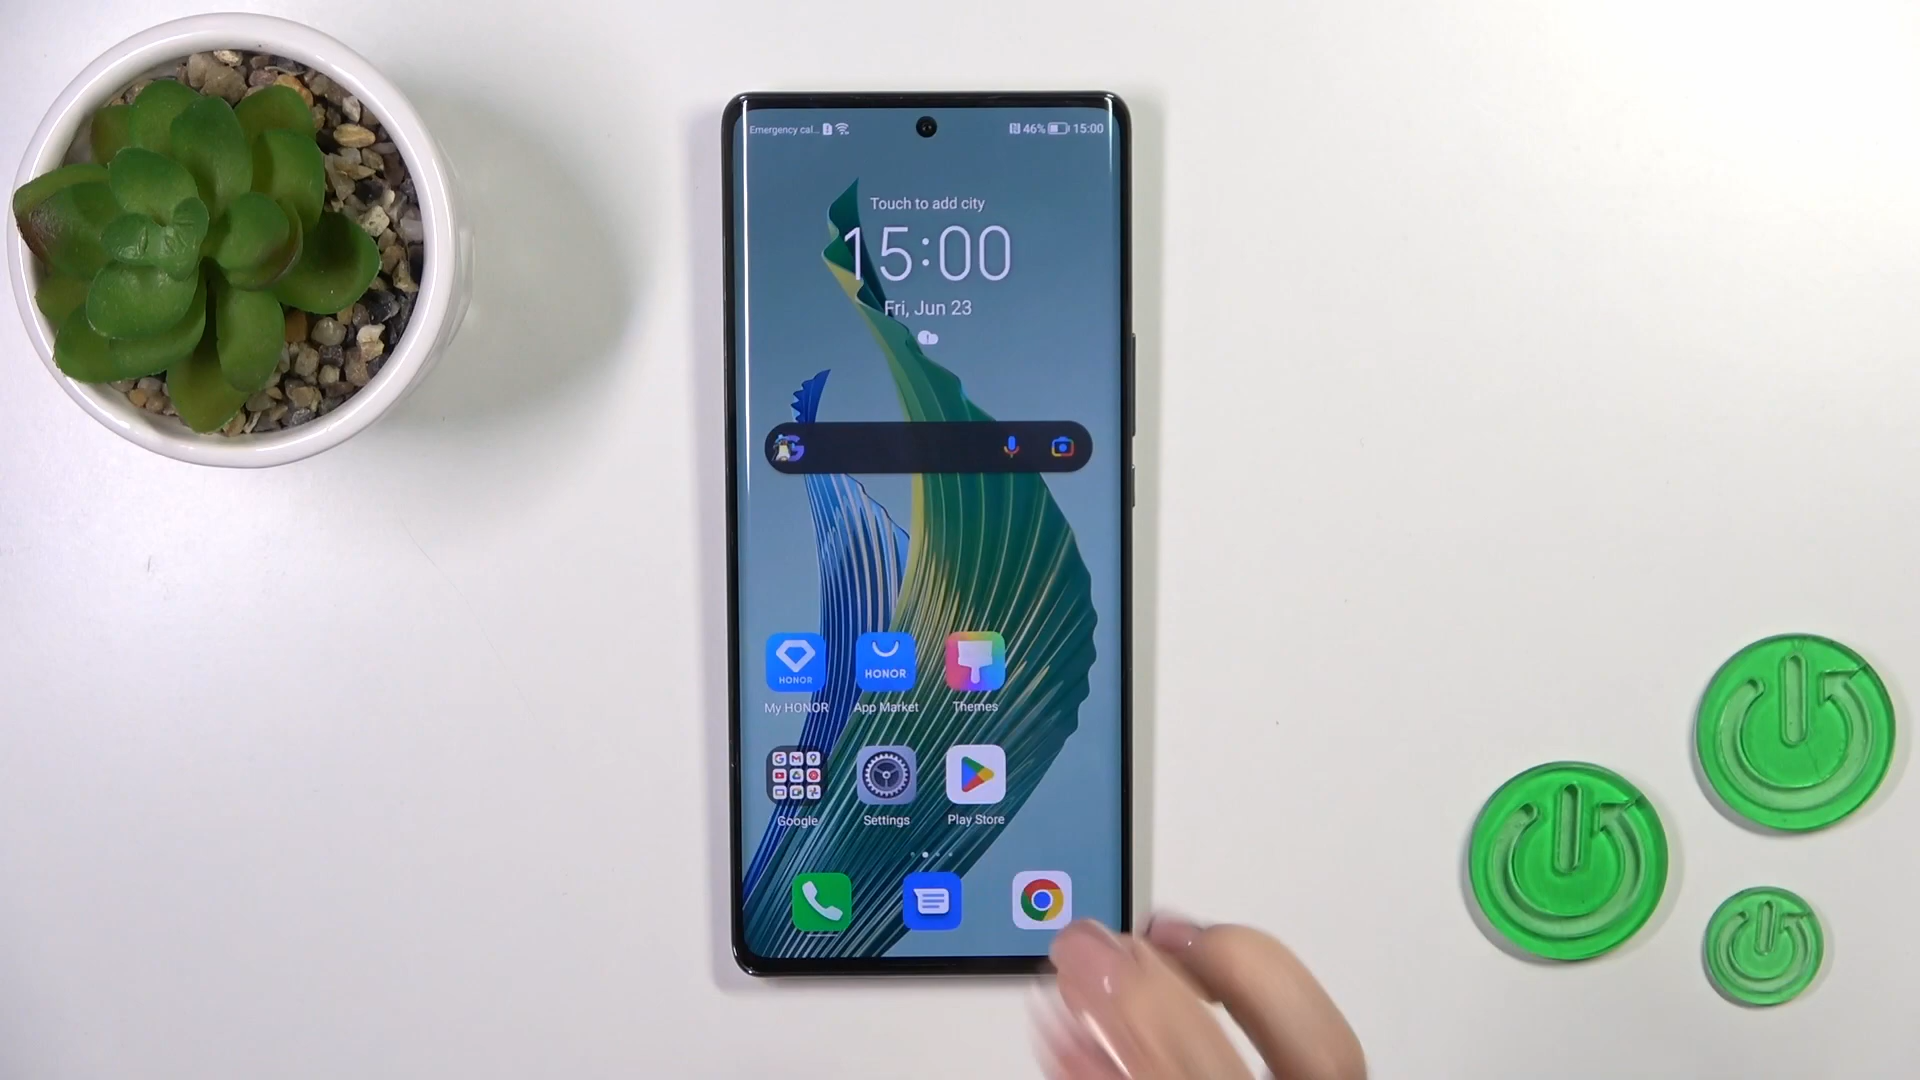 Emergency cal... 46% 15:00
Touch to add city
15:00
Fri, Jun 23
HONOR HONOR
My HONOR App Market Themes
Google Settings Play Store